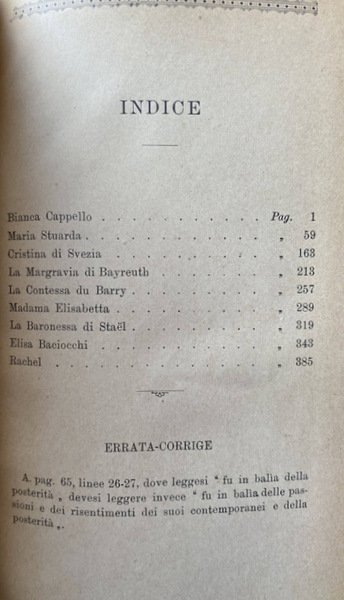 INDICE
Bianca Cappello . . . . . . . . . . . Pag. 1
Maria Stuarda. . . . . . . . . . . . „ 59
Cristina di Svezia . . . . . . . . . . „ 163
La Margravia di Bayreuth . . . . . . . „ 213
La Contessa du Barry . . . . . . . . . „ 257
Madama Elisabetta . . . . . . . . . . „ 289
La Baronessa di Staël . . . . . . . . . „ 319
Elisa Baciocchi . . . . . . . . . . . „ 343
Rachel . . . . . . . . . . . . . „ 385
ERRATA-CORRIGE
A. pag. 65, linee 26-27, dove leggesi “ fu in balìa della
posterità „ devesi leggere invece “ fu in balìa delle pas-
sioni e dei risentimenti dei suoi contemporanei e della
posterità „.